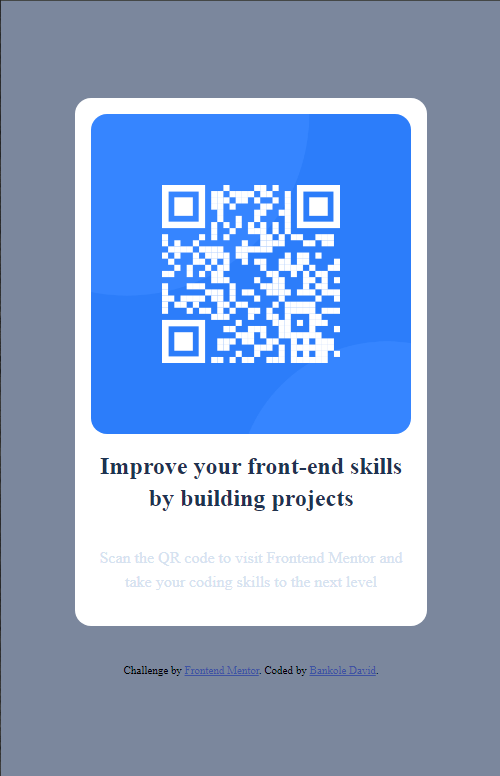 Improve your front-end skills
by building projects
Scan the QR code to visit Frontend Mentor and
take your coding skills to the next level
Challenge by Frontend Mentor. Coded by Bankole David.